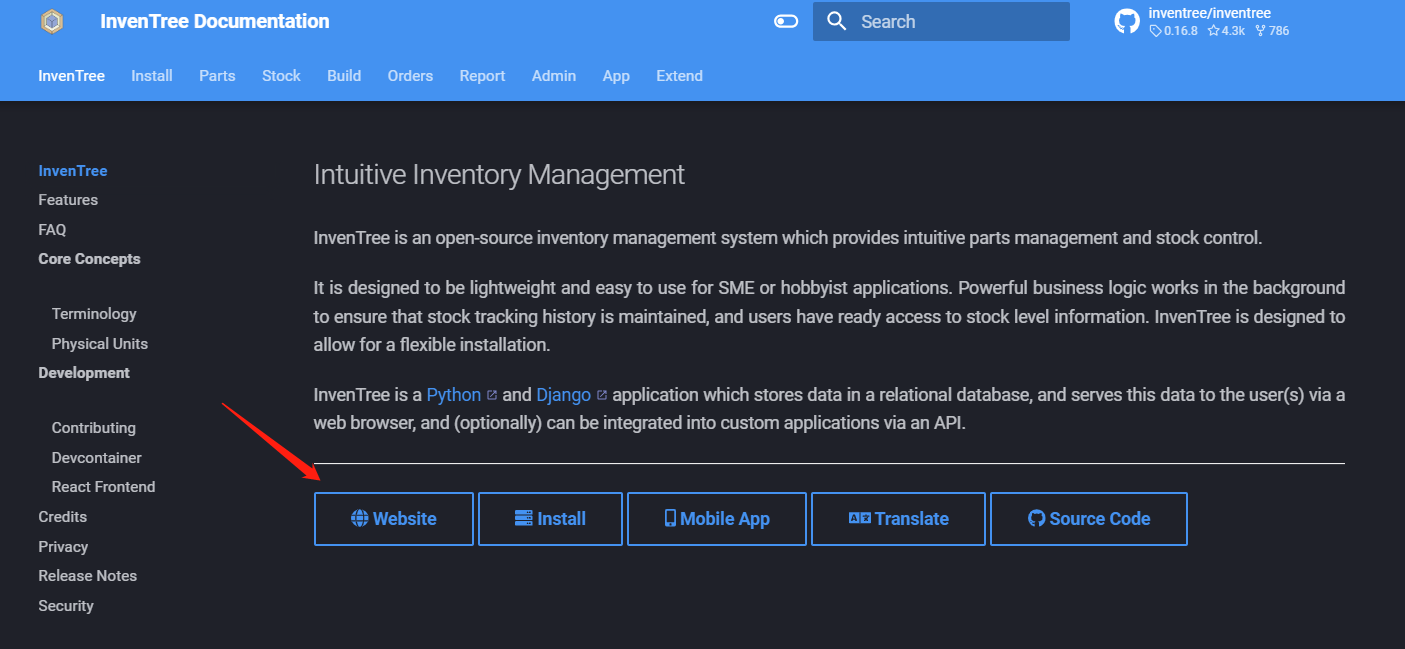 InvenTree Documentation
Search
inventree/inventree
0.16.8 4.3k 786
InvenTree Install Parts Stock Build Orders Report Admin App Extend
InvenTree
Features
FAQ
Core Concepts
Terminology
Physical Units
Development
Contributing
Devcontainer
React Frontend
Credits
Privacy
Release Notes
Security
Intuitive Inventory Management
InvenTree is an open-source inventory management system which provides intuitive parts management and stock control.
It is designed to be lightweight and easy to use for SME or hobbyist applications. Powerful business logic works in the background
to ensure that stock tracking history is maintained, and users have ready access to stock level information. InvenTree is designed to
allow for a flexible installation.
InvenTree is a Python and Django application which stores data in a relational database, and serves this data to the user(s) via a
web browser, and (optionally) can be integrated into custom applications via an API.
Website Install Mobile App Translate Source Code